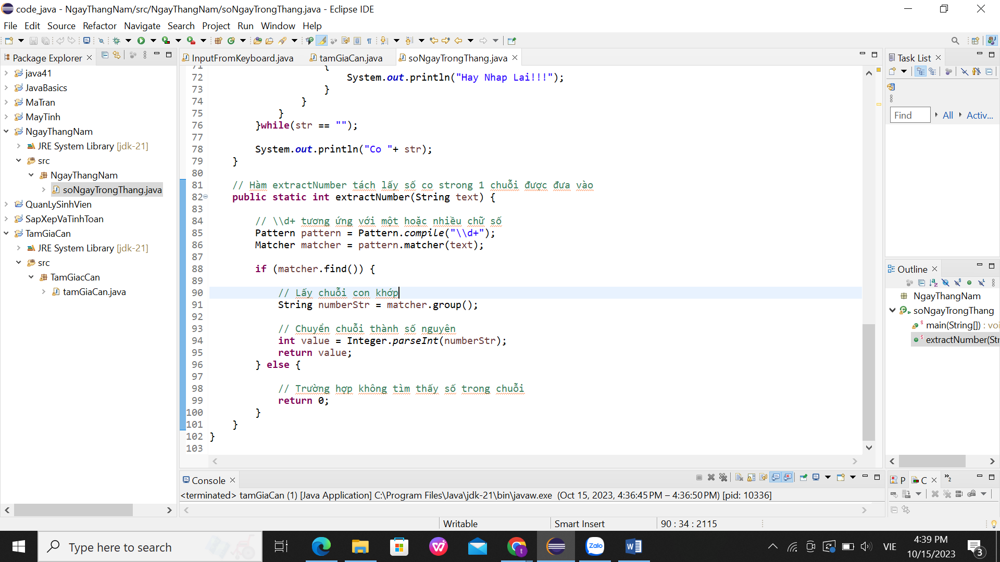 code_java - NgayThangNam/src/NgayThangNam/soNgayTrongThang.java - Eclipse IDE
File Edit Source Refactor Navigate Search Project Run Window Help
Package Explorer
java41
JavaBasics
MaTran
MayTinh
NgayThangNam
JRE System Library [jdk-21]
src
NgayThangNam
soNgayTrongThang.java
QuanLySinhVien
SapXepVaTinhToan
TamGiaCan
JRE System Library [jdk-21]
src
TamGiacCan
tamGiaCan.java
InputFromKeyboard.java tamGiaCan.java soNgayTrongThang.java
71 {
72 System.out.println("Hay Nhap Lai!!!");
73 }
74 }
75 }
76 }while(str == "");
77
78 System.out.println("Co "+ str);
79 }
80
81 // Hàm extractNumber tách lấy số co strong 1 chuỗi được đưa vào
82 public static int extractNumber(String text) {
83
84 // \\d+ tương ứng với một hoặc nhiều chữ số
85 Pattern pattern = Pattern.compile("\\d+");
86 Matcher matcher = pattern.matcher(text);
87
88 if (matcher.find()) {
89
90 // Lấy chuỗi con khớp
91 String numberStr = matcher.group();
92
93 // Chuyển chuỗi thành số nguyên
94 int value = Integer.parseInt(numberStr);
95 return value;
96 } else {
97
98 // Trường hợp không tìm thấy số trong chuỗi
99 return 0;
100 }
101 }
102 }
103
Task List
Find All Activ...
Outline
NgayThangNam
soNgayTrongThang
main(String[]) : voi
extractNumber(Str
Console
<terminated> tamGiaCan (1) [Java Application] C:\Program Files\Java\jdk-21\bin\javaw.exe (Oct 15, 2023, 4:36:45 PM – 4:36:50 PM) [pid: 10336]
P C »2
Writable Smart Insert 90 : 34 : 2115
Type here to search
Zalo
VIE
4:39 PM
10/15/2023
3